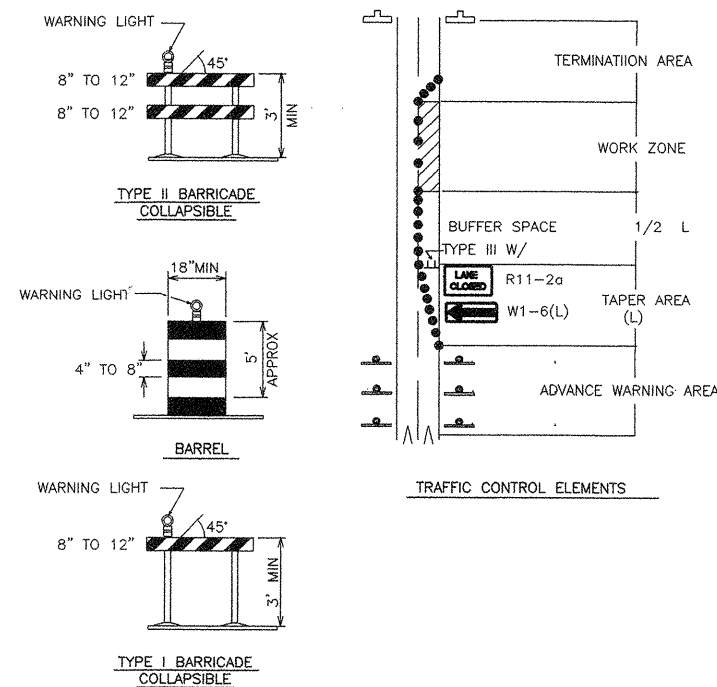 WARNING LIGHT
45°
8" TO 12"
8" TO 12"
3'
MIN
TYPE II BARRICADE
COLLAPSIBLE
18"MIN
WARNING LIGHT
4" TO 8"
5'
APPROX
BARREL
WARNING LIGHT
45°
8" TO 12"
3' MIN
TYPE I BARRICADE
COLLAPSIBLE
TERMINATIION AREA
WORK ZONE
BUFFER SPACE 1/2 L
TYPE III W/
LANE
CLOSED
R11-2a
W1-6(L)
TAPER AREA
(L)
ADVANCE WARNING AREA
TRAFFIC CONTROL ELEMENTS